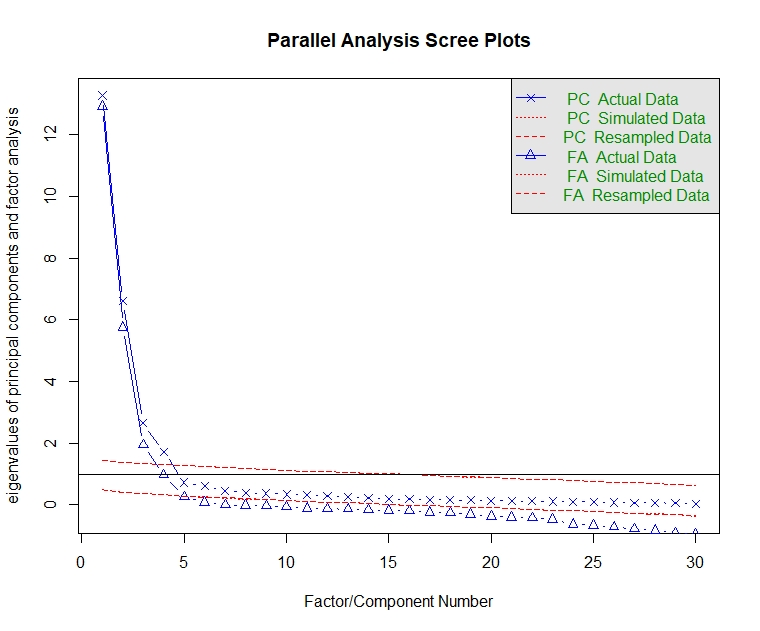 Parallel Analysis Scree Plots
eigenvalues of principal components and factor analysis
12
10
8
6
4
2
0
PC Actual Data
PC Simulated Data
PC Resampled Data
FA Actual Data
FA Simulated Data
FA Resampled Data
0 5 10 15 20 25 30
Factor/Component Number